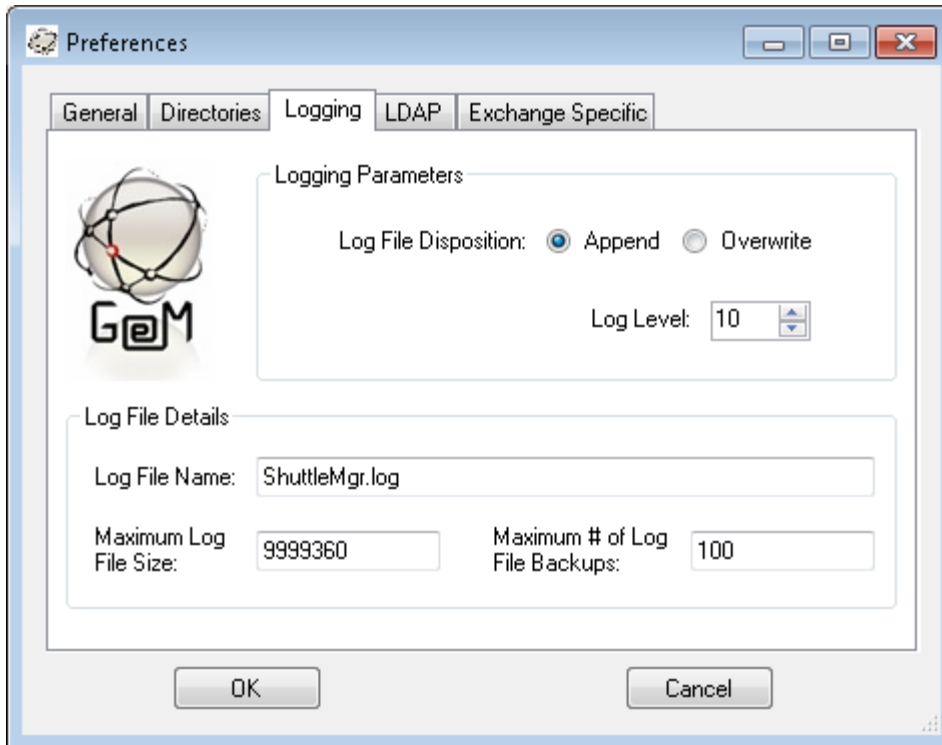 Preferences
General Directories Logging LDAP Exchange Specific
G@M
Logging Parameters
Log File Disposition: Append Overwrite
Log Level: 10
Log File Details
Log File Name: ShuttleMgr.log
Maximum Log File Size: 9999360
Maximum # of Log File Backups: 100
OK Cancel